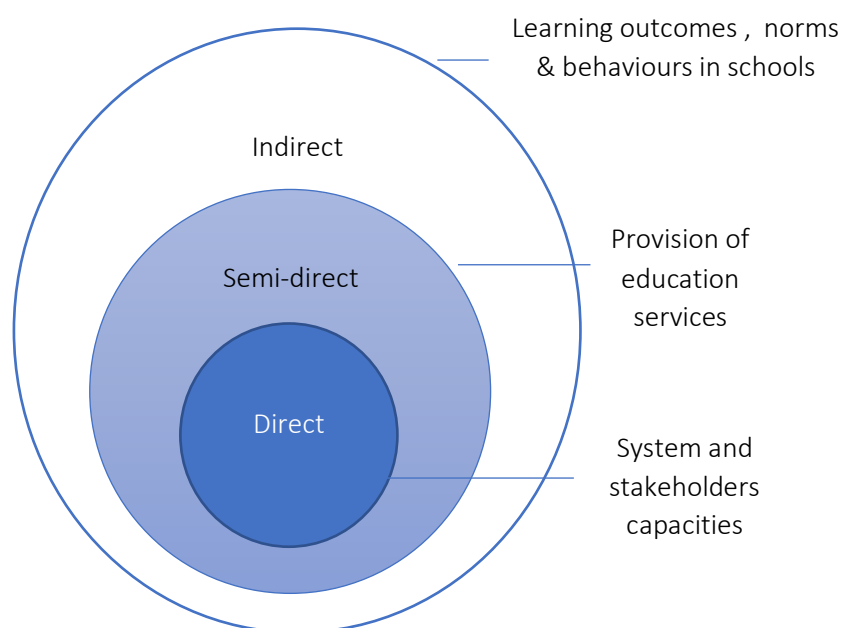 Learning outcomes , norms
& behaviours in schools
Indirect
Provision of
education
services
Semi-direct
Direct
System and
stakeholders
capacities